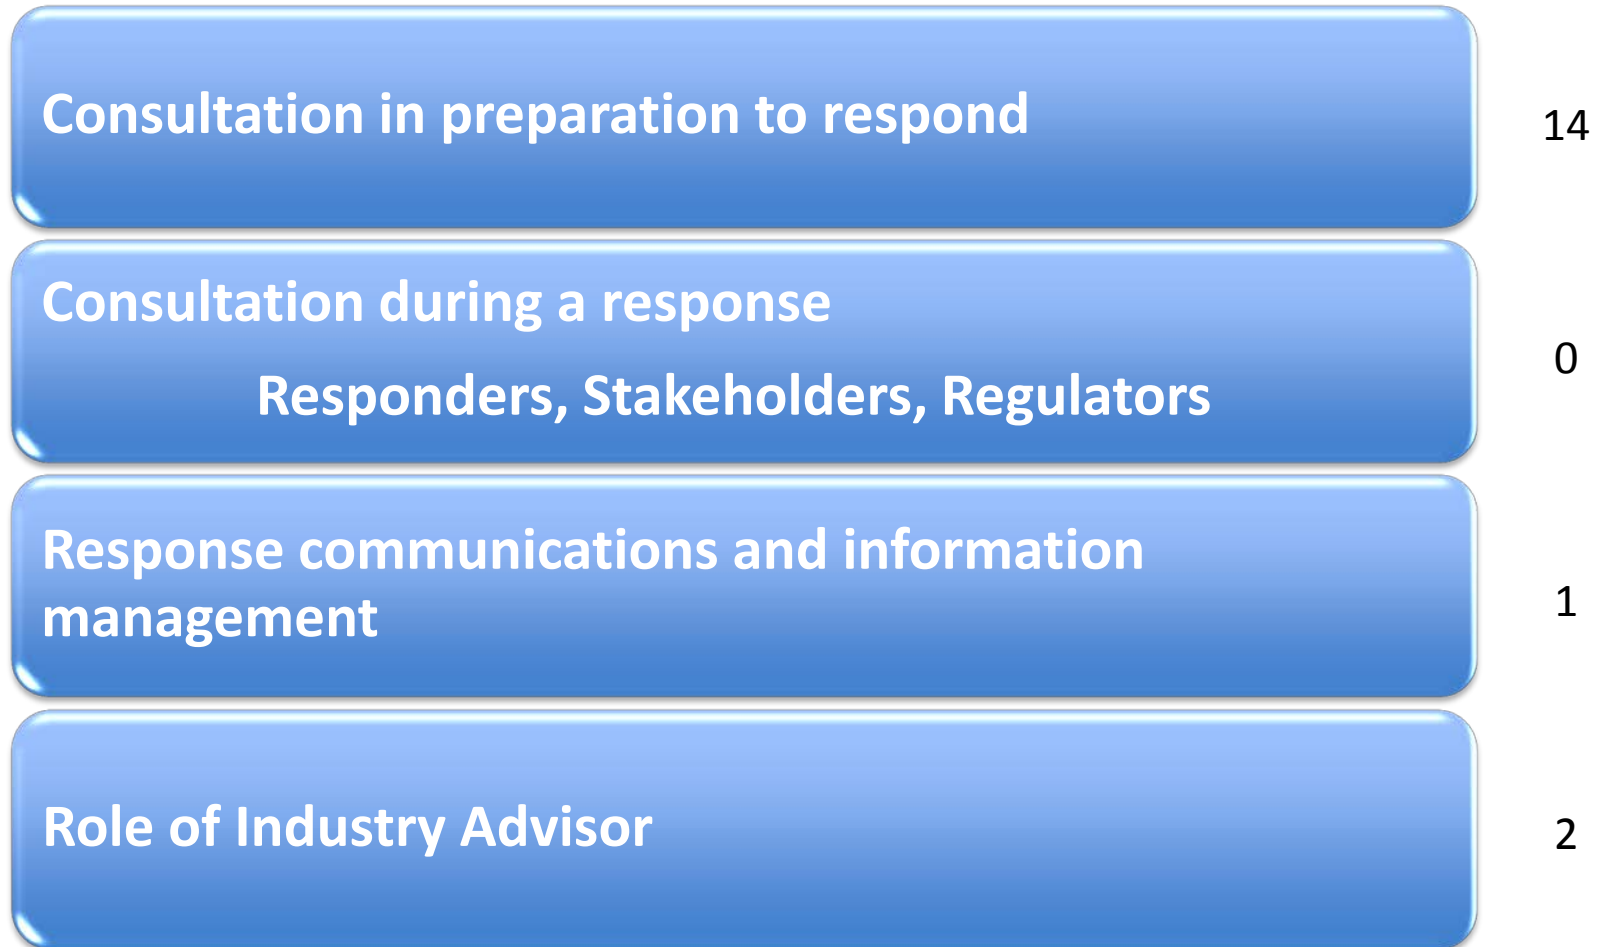 Consultation in preparation to respond
14
Consultation during a response
Responders, Stakeholders, Regulators
0
Response communications and information
management
1
Role of Industry Advisor
2